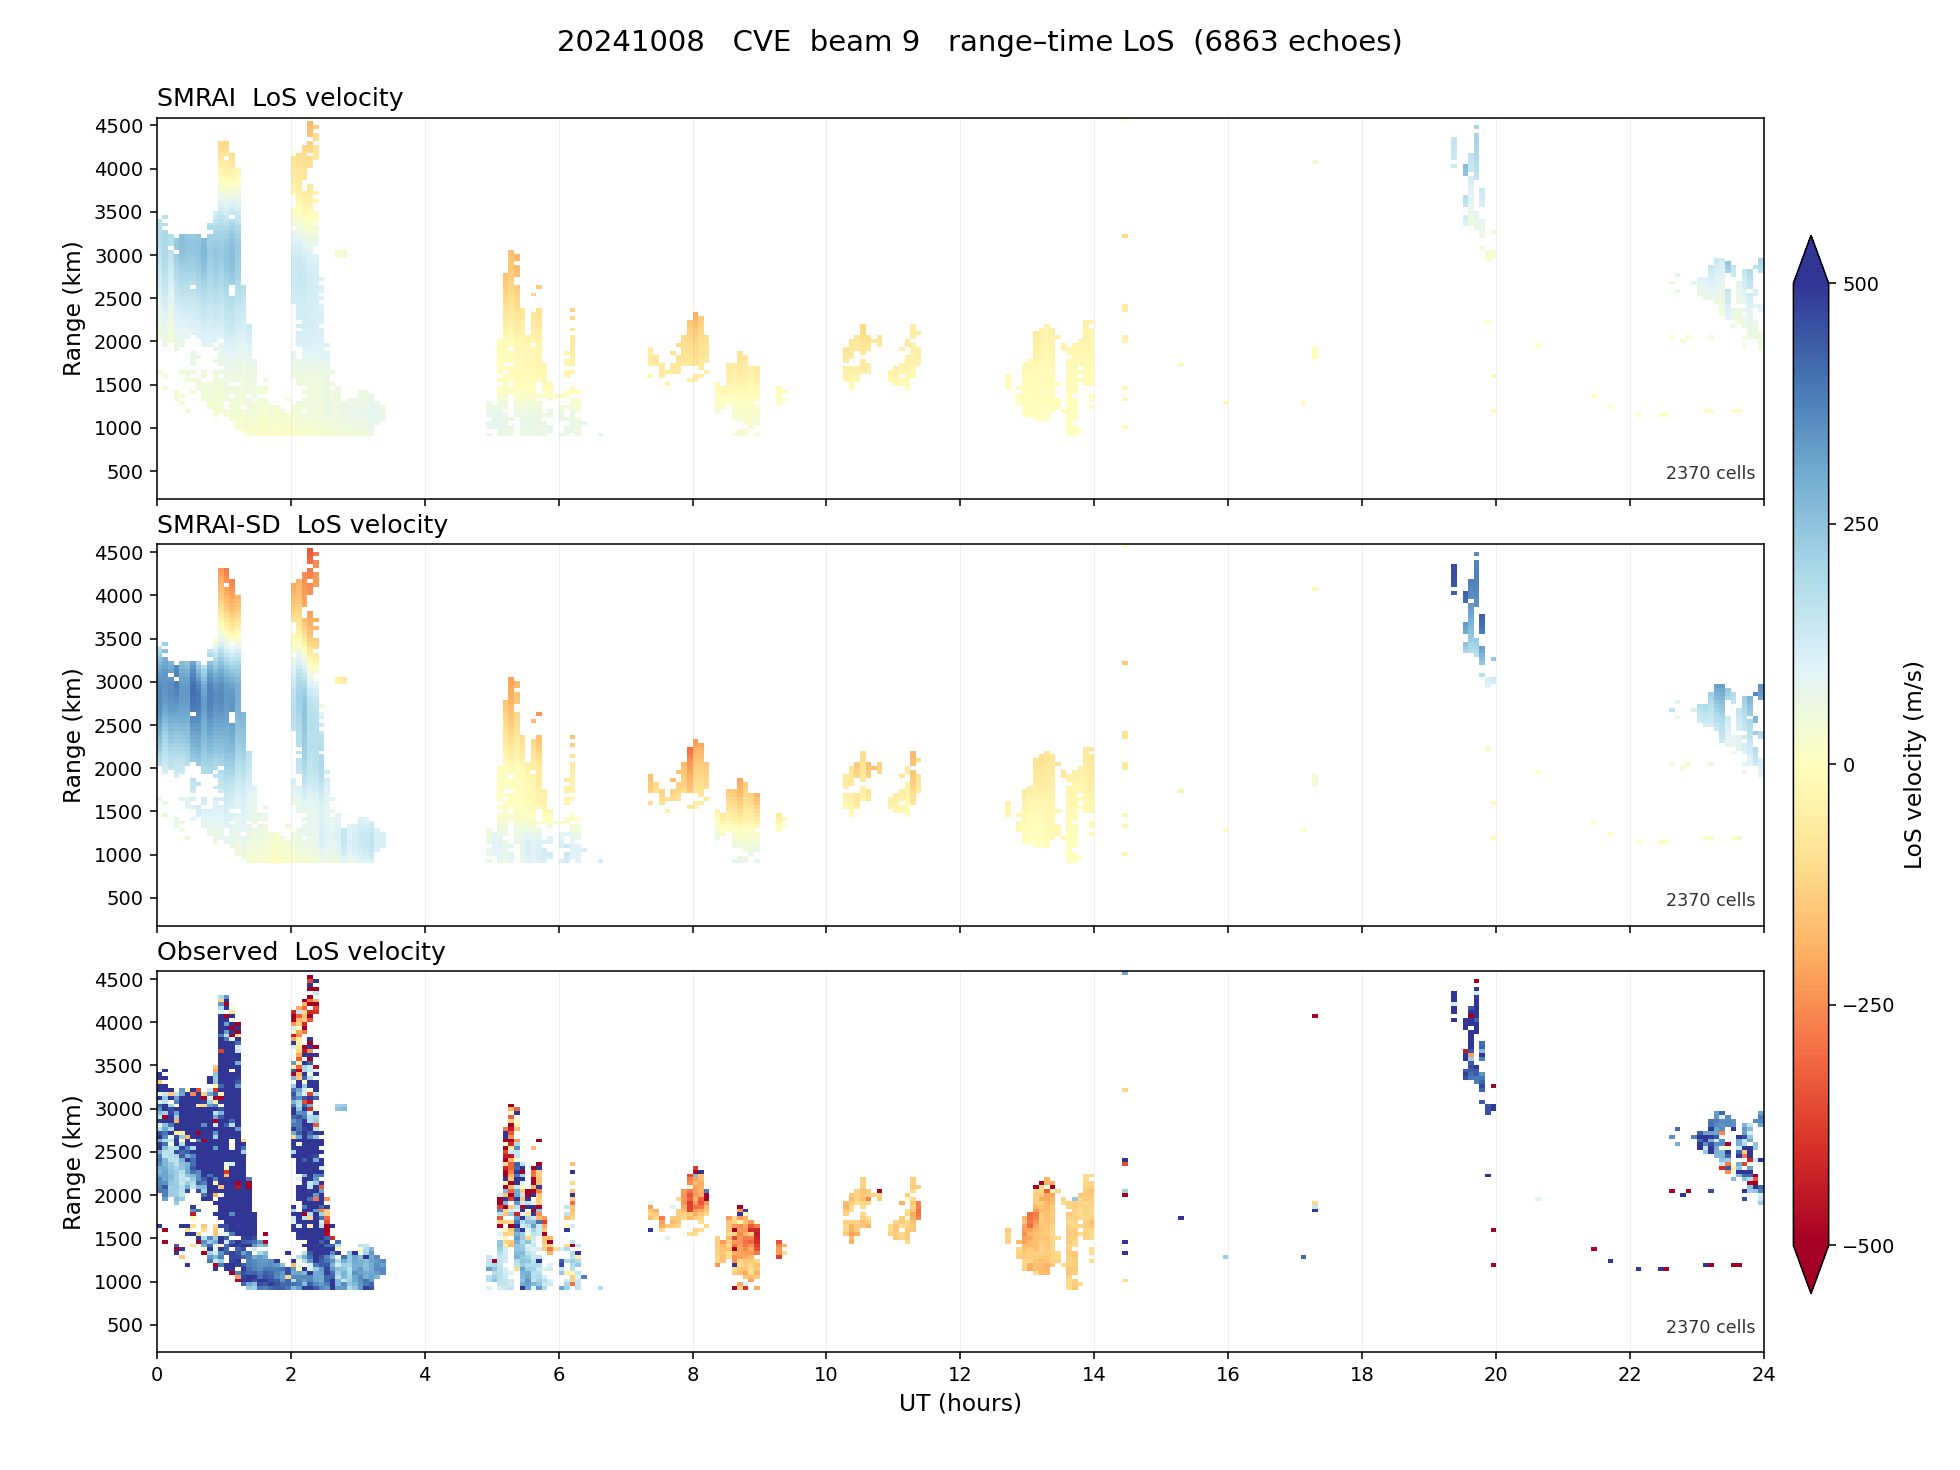 20241008   CVE  beam 9   range–time LoS  (6863 echoes)
SMRAI  LoS velocity
4500
4000
3500
3000
2500
2000
1500
1000
500
Range (km)
2370 cells
SMRAI-SD  LoS velocity
4500
4000
3500
3000
2500
2000
1500
1000
500
Range (km)
2370 cells
Observed  LoS velocity
4500
4000
3500
3000
2500
2000
1500
1000
500
Range (km)
2370 cells
0 2 4 6 8 10 12 14 16 18 20 22 24
UT (hours)
500
250
0
−250
−500
LoS velocity (m/s)